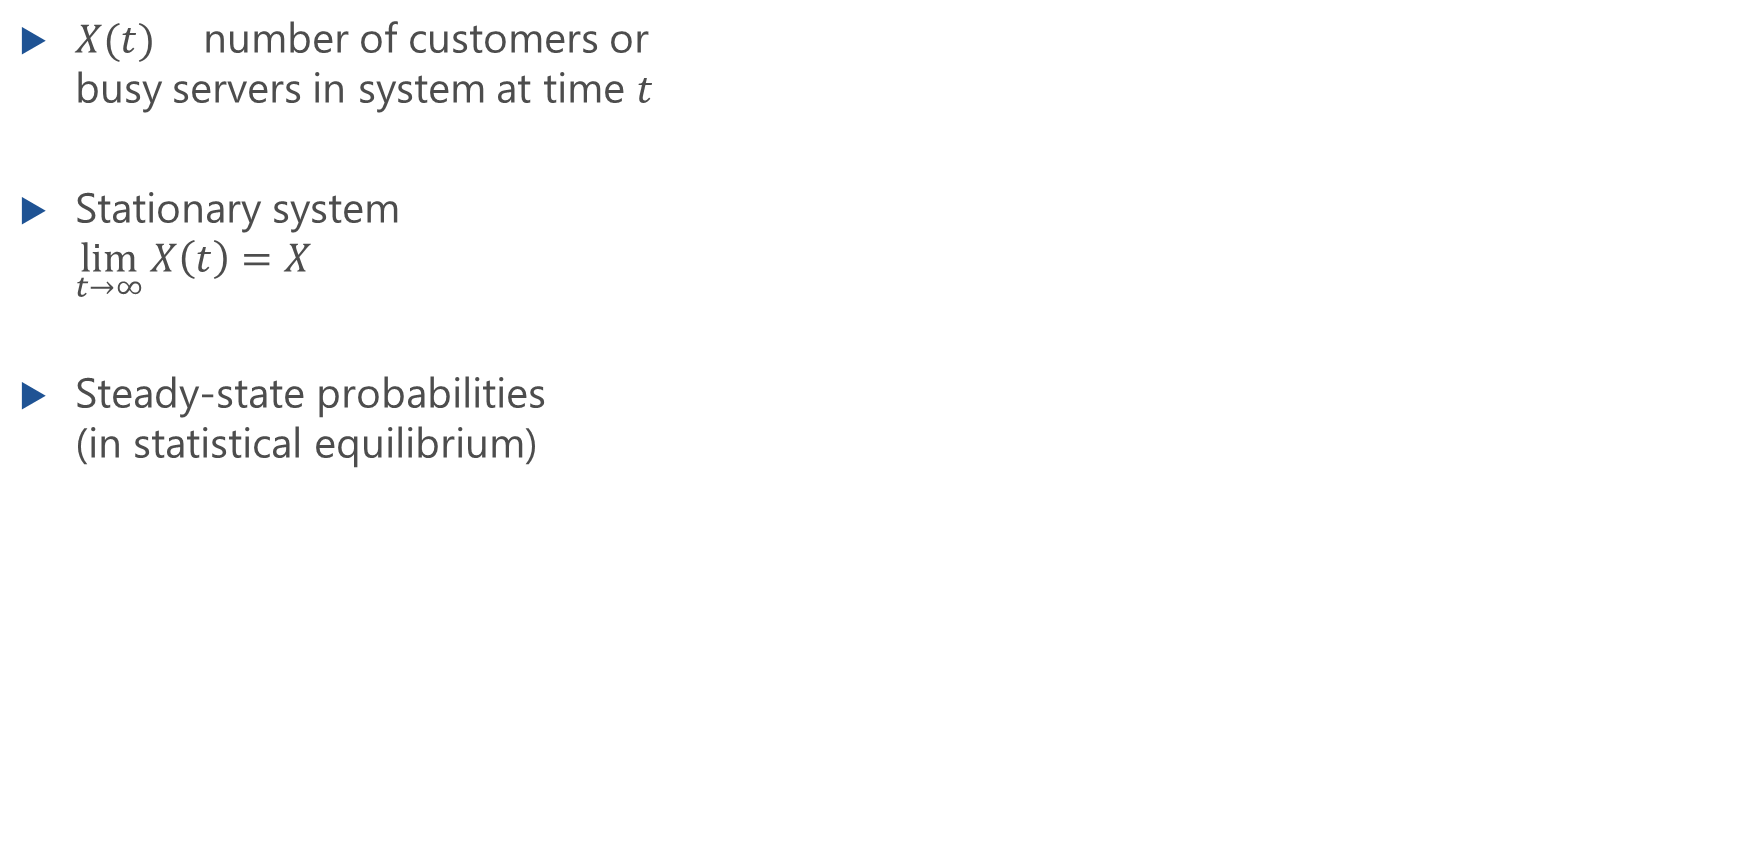 ▶ X(t) number of customers or
busy servers in system at time t
▶ Stationary system
lim X(t) = X
t→∞
▶ Steady-state probabilities
(in statistical equilibrium)